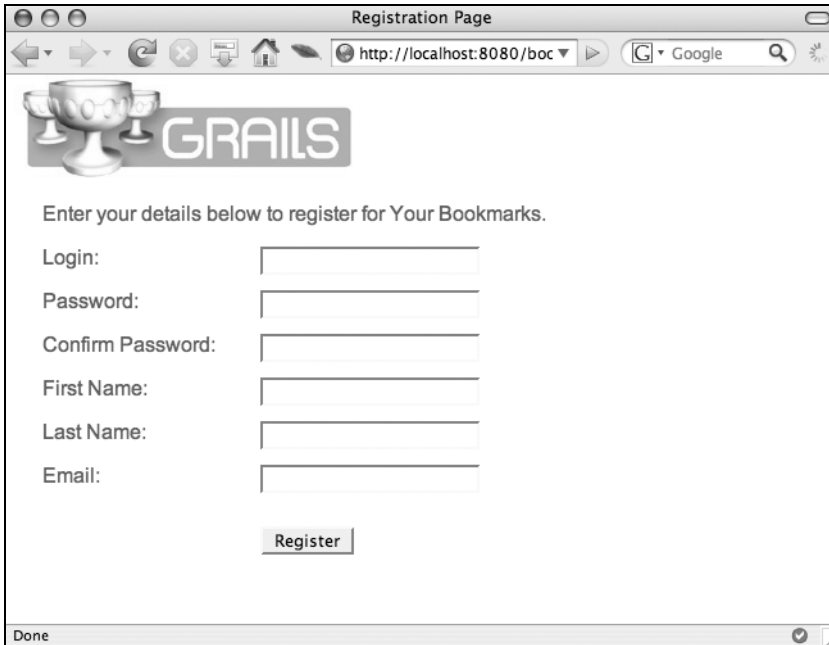 Registration Page
http://localhost:8080/boc
G Google
GRAILS
Enter your details below to register for Your Bookmarks.
Login:
Password:
Confirm Password:
First Name:
Last Name:
Email:
Register
Done